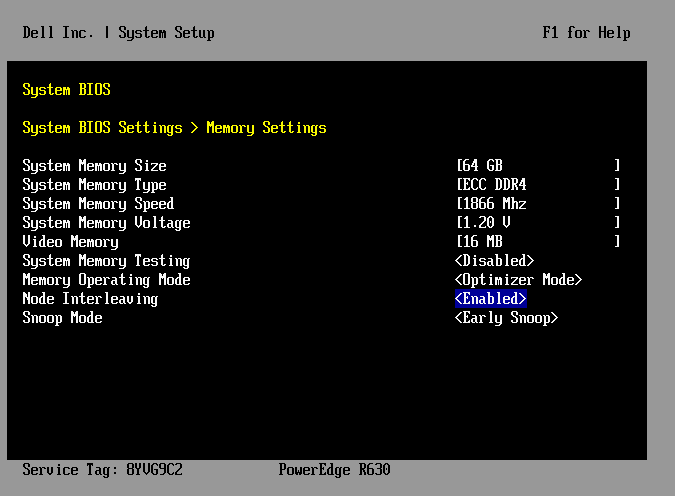 Dell Inc. | System Setup F1 for Help
System BIOS
System BIOS Settings > Memory Settings
System Memory Size [64 GB ]
System Memory Type [ECC DDR4 ]
System Memory Speed [1866 Mhz ]
System Memory Voltage [1.20 V ]
Video Memory [16 MB ]
System Memory Testing <Disabled>
Memory Operating Mode <Optimizer Mode>
Node Interleaving <Enabled>
Snoop Mode <Early Snoop>
Service Tag: 8YVG9C2 PowerEdge R630